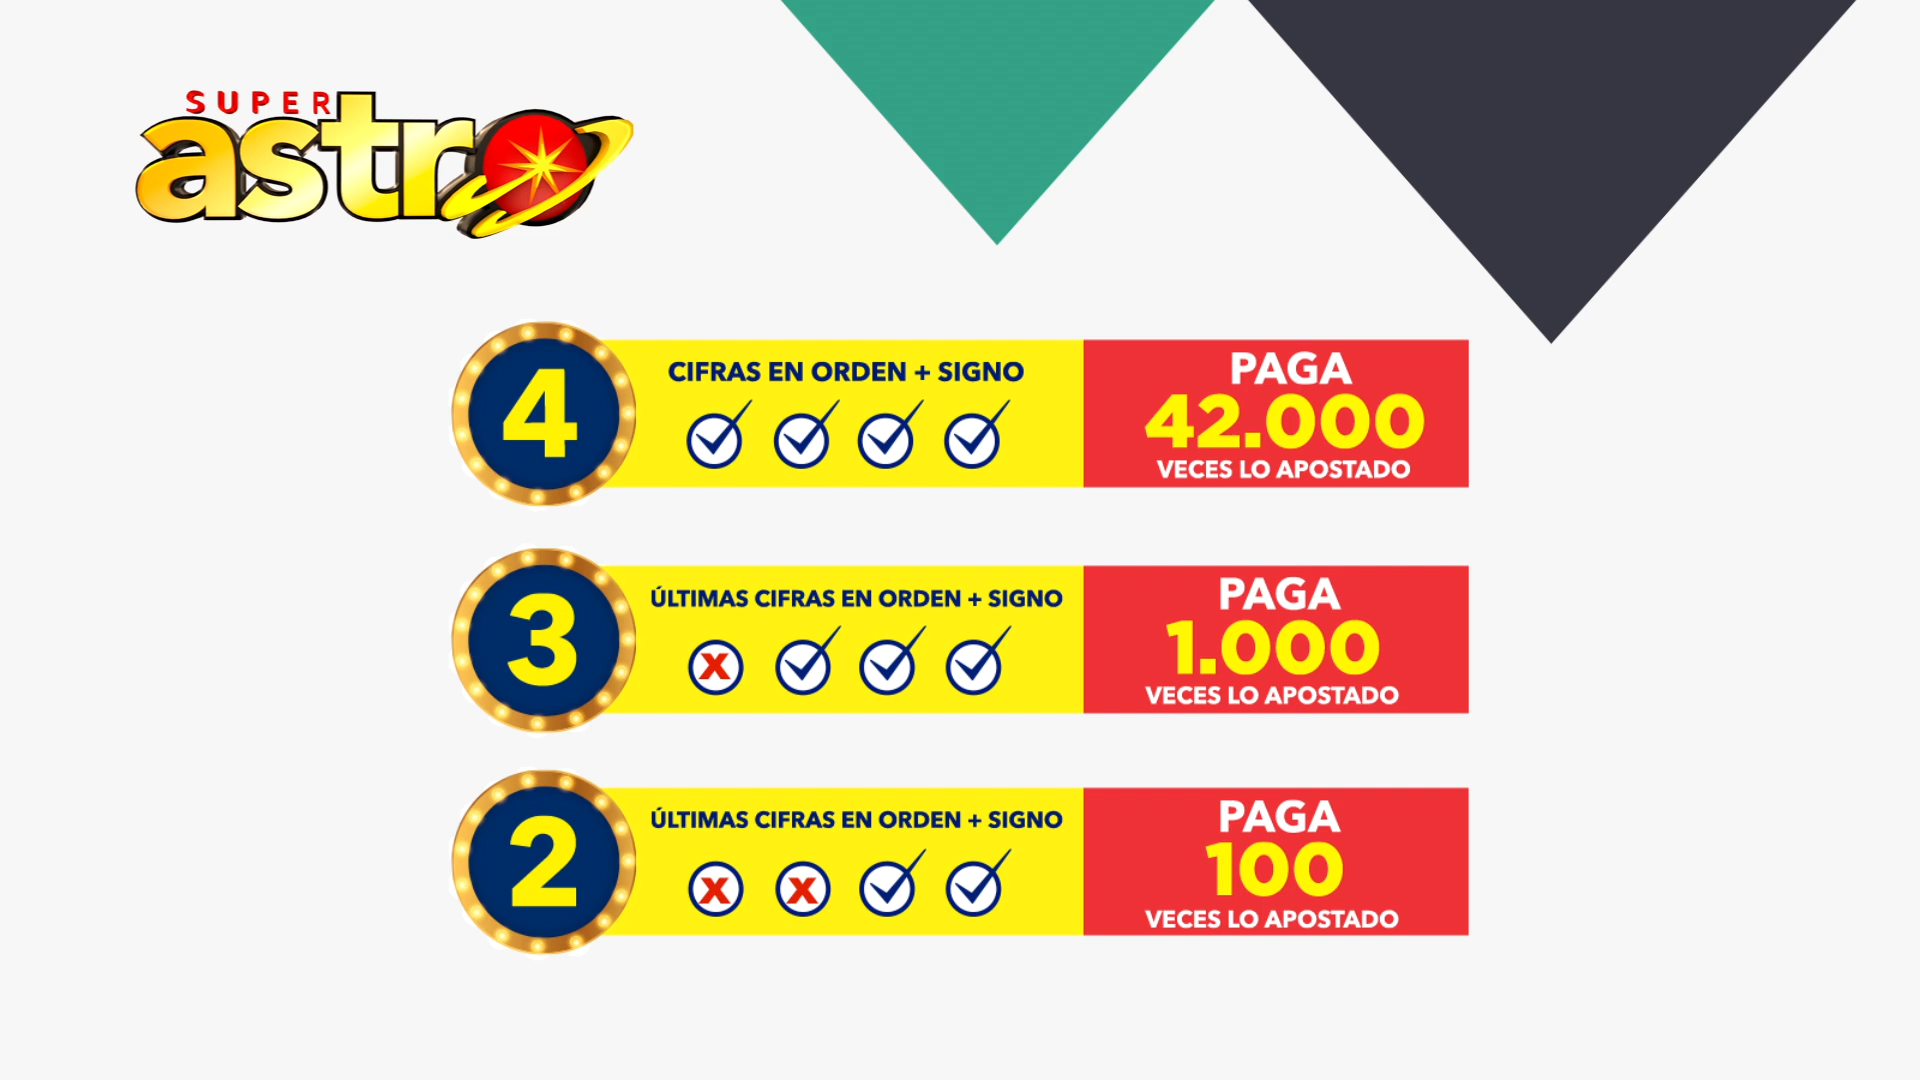 SUPER
astro
4
CIFRAS EN ORDEN + SIGNO
PAGA
42.000
VECES LO APOSTADO
3
ÚLTIMAS CIFRAS EN ORDEN + SIGNO
X
PAGA
1.000
VECES LO APOSTADO
2
ÚLTIMAS CIFRAS EN ORDEN + SIGNO
X X
PAGA
100
VECES LO APOSTADO